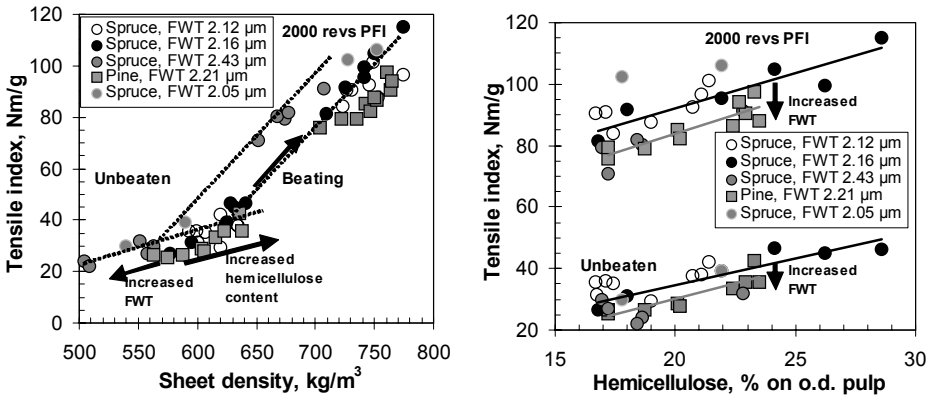 120
100
80
60
40
20
0
Tensile index, Nm/g
2000 revs PFI
Spruce, FWT 2.12 µm
Spruce, FWT 2.16 µm
Spruce, FWT 2.43 µm
Pine, FWT 2.21 µm
Spruce, FWT 2.05 µm
Unbeaten
Beating
Increased
FWT
Increased
hemicellulose
content
500 550 600 650 700 750 800
Sheet density, kg/m³
120
100
80
60
40
20
Tensile index, Nm/g
2000 revs PFI
Increased
FWT
Spruce, FWT 2.12 µm
Spruce, FWT 2.16 µm
Spruce, FWT 2.43 µm
Pine, FWT 2.21 µm
Spruce, FWT 2.05 µm
Unbeaten
Increased
FWT
15 20 25 30
Hemicellulose, % on o.d. pulp